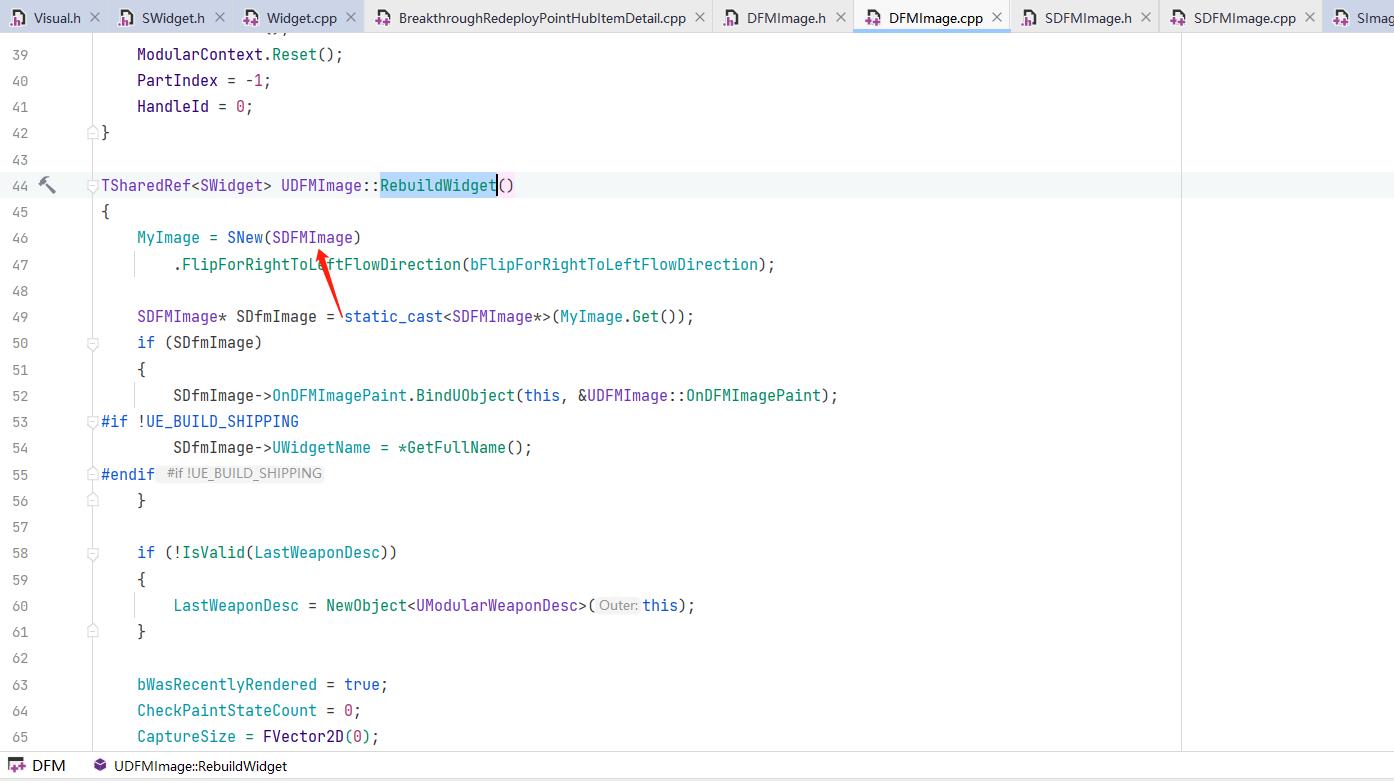 Visual.h SWidget.h Widget.cpp BreakthroughRedeployPointHubItemDetail.cpp DFMImage.h DFMImage.cpp SDFMImage.h SDFMImage.cpp SImag
39 ModularContext.Reset();
40 PartIndex = -1;
41 HandleId = 0;
42 }
43
44 TSharedRef<SWidget> UDFMImage::RebuildWidget()
45 {
46 MyImage = SNew(SDFMImage)
47 .FlipForRightToLeftFlowDirection(bFlipForRightToLeftFlowDirection);
48
49 SDFMImage* SDfmImage = static_cast<SDFMImage*>(MyImage.Get());
50 if (SDfmImage)
51 {
52 SDfmImage->OnDFMImagePaint.BindUObject(this, &UDFMImage::OnDFMImagePaint);
53 #if !UE_BUILD_SHIPPING
54 SDfmImage->UWidgetName = *GetFullName();
55 #endif #if !UE_BUILD_SHIPPING
56 }
57
58 if (!IsValid(LastWeaponDesc))
59 {
60 LastWeaponDesc = NewObject<UModularWeaponDesc>(Outer: this);
61 }
62
63 bWasRecentlyRendered = true;
64 CheckPaintStateCount = 0;
65 CaptureSize = FVector2D(0);
DFM UDFMImage::RebuildWidget